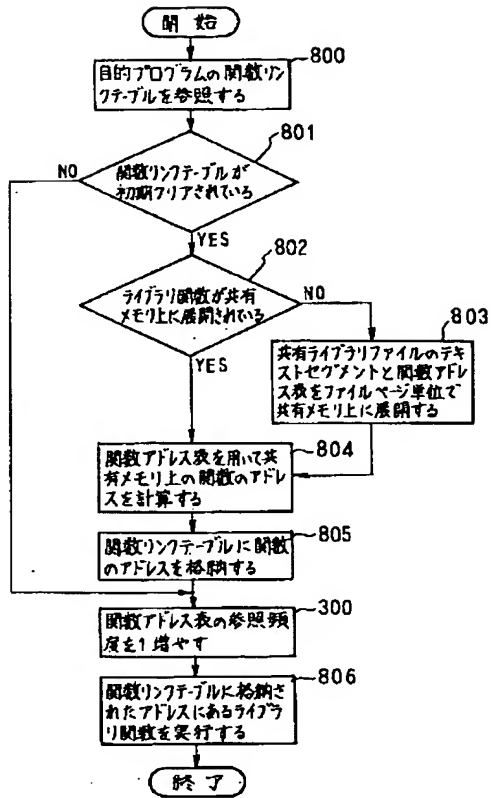 開始
800
目的プログラムの関数リン
クテーブルを参照する
801
関数リンクテーブルが
初期クリアされている
NO
YES
802
ライブラリ関数が共有
メモリ上に展開されている
NO
YES
803
共有ライブラリファイルのテキ
ストセグメントと関数アドレ
ス表をファイルページ単位で
共有メモリ上に展開する
804
関数アドレス表を用いて共
有メモリ上の関数のアドレ
スを計算する
805
関数リンクテーブルに関数
のアドレスを格納する
300
関数アドレス表の参照頻
度を1増やす
806
関数リンクテーブルに格納さ
れたアドレスにあるライブラ
リ関数を実行する
終了